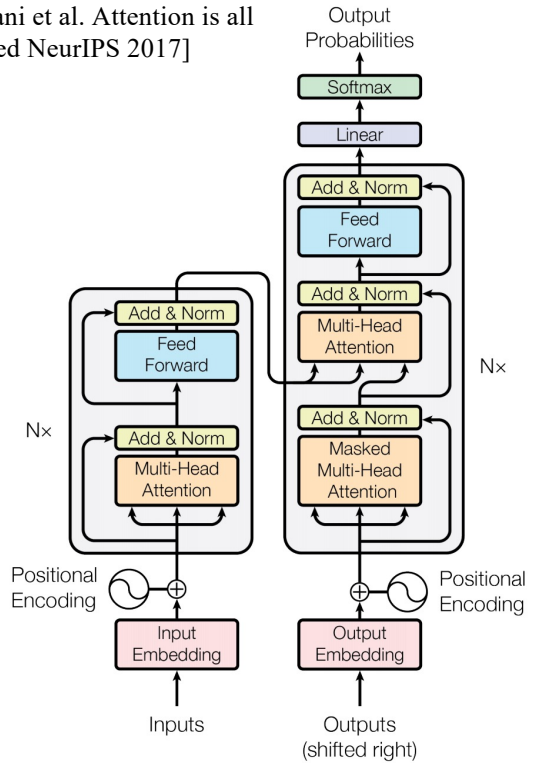 ani et al. Attention is all
ed NeurIPS 2017]
Output
Probabilities
Softmax
Linear
Add & Norm
Feed
Forward
Add & Norm
Multi-Head
Attention
Nx
Add & Norm
Masked
Multi-Head
Attention
Positional
Encoding
Output
Embedding
Outputs
(shifted right)
Add & Norm
Feed
Forward
Nx
Add & Norm
Multi-Head
Attention
Positional
Encoding
Input
Embedding
Inputs